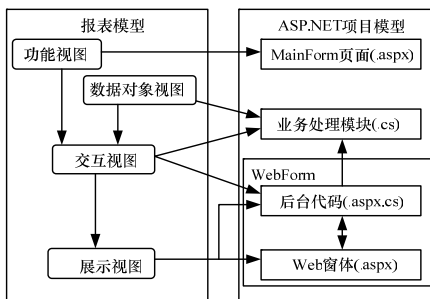 报表模型
功能视图
数据对象视图
交互视图
展示视图
ASP.NET项目模型
MainForm页面(.aspx)
业务处理模块(.cs)
WebForm
后台代码(.aspx.cs)
Web窗体(.aspx)